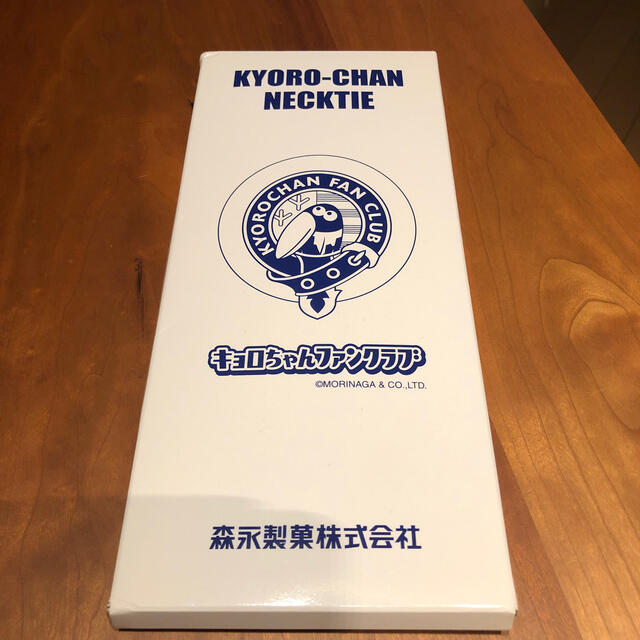 KYORO-CHAN
NECKTIE
KYOROCHAN FAN CLUB
キョロちゃんファンクラブ
©MORINAGA & CO.,LTD.
森永製菓株式会社